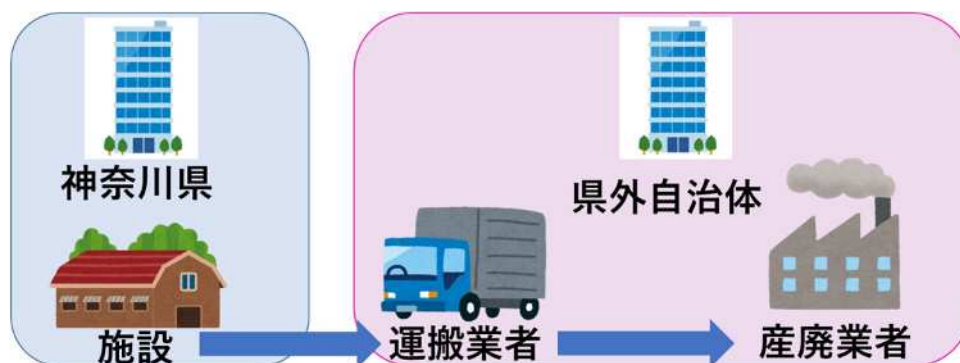 神奈川県
県外自治体
施設
運搬業者
産廃業者